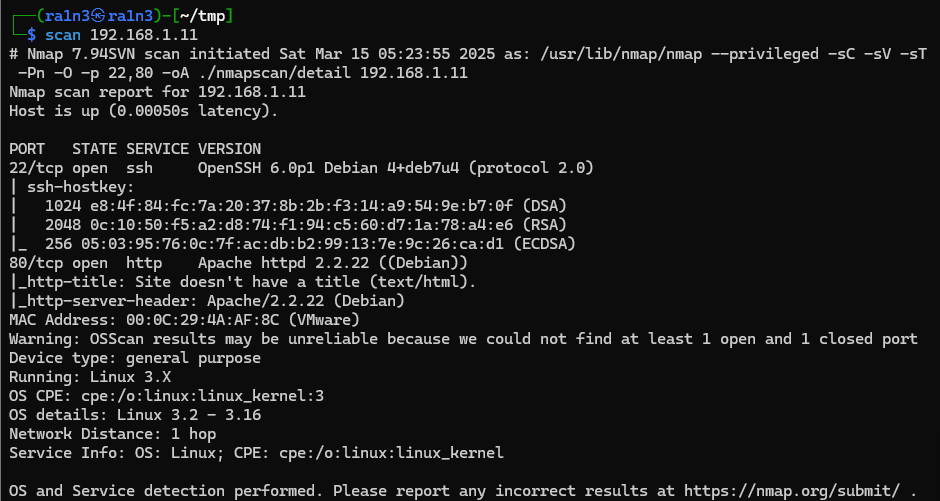 ┌──(ra1n3㉿ra1n3)-[~/tmp]
└─$ scan 192.168.1.11
# Nmap 7.94SVN scan initiated Sat Mar 15 05:23:55 2025 as: /usr/lib/nmap/nmap --privileged -sC -sV -sT
 -Pn -O -p 22,80 -oA ./nmapscan/detail 192.168.1.11
Nmap scan report for 192.168.1.11
Host is up (0.00050s latency).

PORT   STATE SERVICE VERSION
22/tcp open  ssh     OpenSSH 6.0p1 Debian 4+deb7u4 (protocol 2.0)
| ssh-hostkey:
|   1024 e8:4f:84:fc:7a:20:37:8b:2b:f3:14:a9:54:9e:b7:0f (DSA)
|   2048 0c:10:50:f5:a2:d8:74:f1:94:c5:60:d7:1a:78:a4:e6 (RSA)
|_  256 05:03:95:76:0c:7f:ac:db:b2:99:13:7e:9c:26:ca:d1 (ECDSA)
80/tcp open  http    Apache httpd 2.2.22 ((Debian))
|_http-title: Site doesn't have a title (text/html).
|_http-server-header: Apache/2.2.22 (Debian)
MAC Address: 00:0C:29:4A:AF:8C (VMware)
Warning: OSScan results may be unreliable because we could not find at least 1 open and 1 closed port
Device type: general purpose
Running: Linux 3.X
OS CPE: cpe:/o:linux:linux_kernel:3
OS details: Linux 3.2 - 3.16
Network Distance: 1 hop
Service Info: OS: Linux; CPE: cpe:/o:linux:linux_kernel

OS and Service detection performed. Please report any incorrect results at https://nmap.org/submit/ .